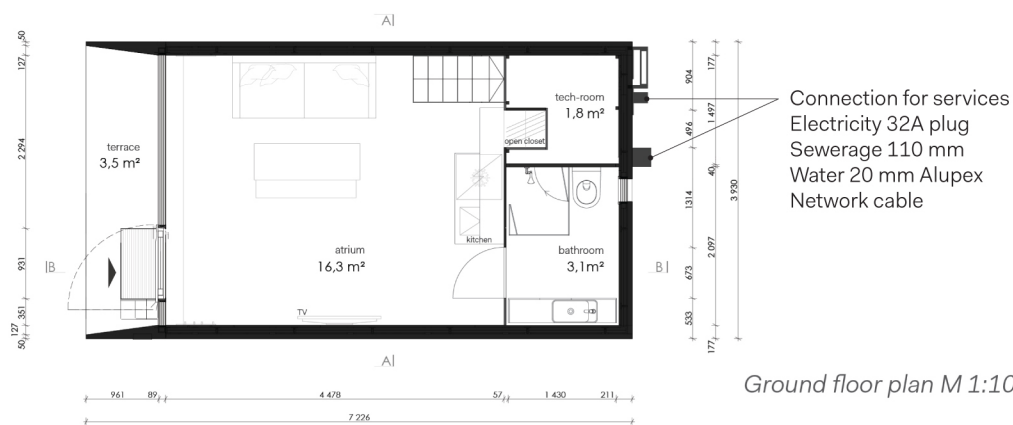 A
50
127
2 294
931
351
127
50
terrace
3,5 m²
tech-room
1,8 m²
open closet
kitchen
atrium
16,3 m²
bathroom
3,1m²
TV
B
B
A
904
496
1314
673
533
177
1 497
40
2 097
177
3 930
Connection for services
Electricity 32A plug
Sewerage 110 mm
Water 20 mm Alupex
Network cable
961
89
4 478
57
1 430
211
7 226
Ground floor plan M 1:10